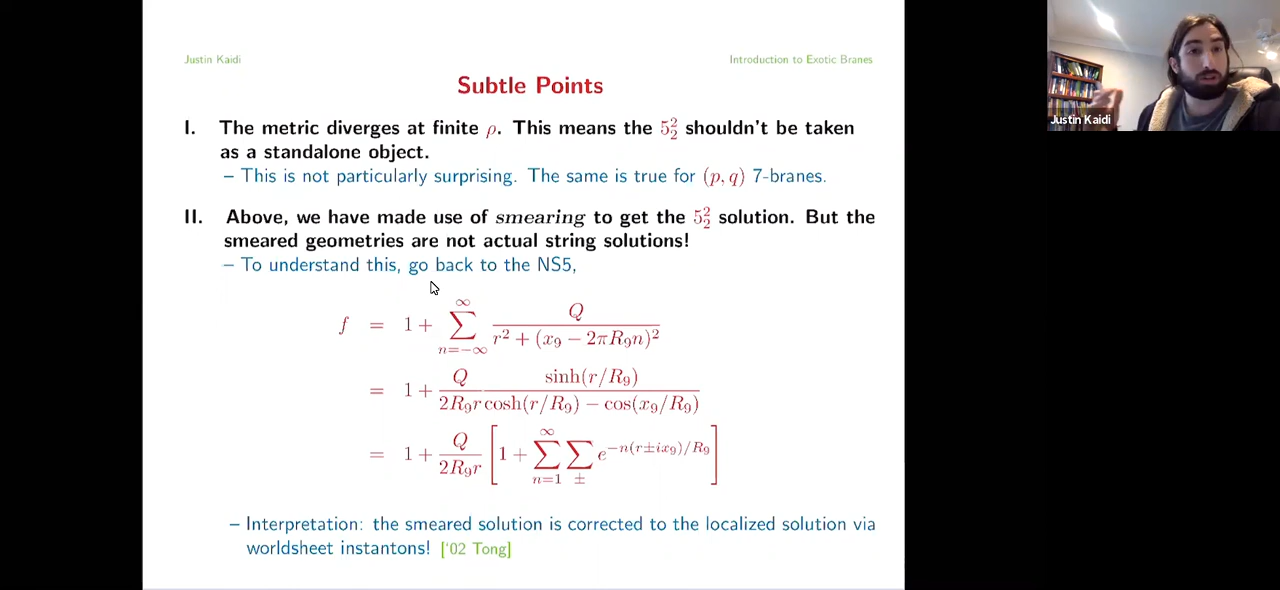 Justin Kaidi
Introduction to Exotic Branes
Subtle Points
I. The metric diverges at finite ρ. This means the 5₂² shouldn't be taken
as a standalone object.
– This is not particularly surprising. The same is true for (p, q) 7-branes.
II. Above, we have made use of smearing to get the 5₂² solution. But the
smeared geometries are not actual string solutions!
– To understand this, go back to the NS5,
f = 1 + ∑_{n=−∞}^{∞} Q / (r² + (x₉ − 2πR₉n)²)
= 1 + Q/(2R₉r) sinh(r/R₉) / (cosh(r/R₉) − cos(x₉/R₉))
= 1 + Q/(2R₉r) [1 + ∑_{n=1}^{∞} ∑_{±} e^{−n(r±ix₉)/R₉}]
– Interpretation: the smeared solution is corrected to the localized solution via
worldsheet instantons! ['02 Tong]
Justin Kaidi